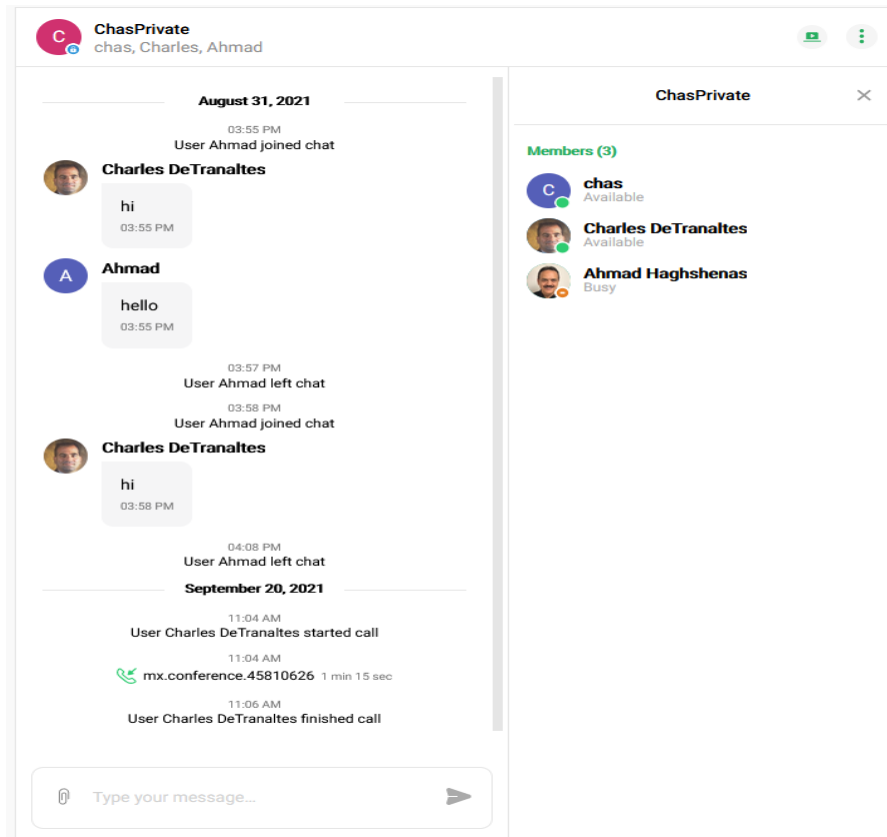 C
ChasPrivate
chas, Charles, Ahmad
August 31, 2021
03:55 PM
User Ahmad joined chat
Charles DeTranaltes
hi
03:55 PM
A
Ahmad
hello
03:55 PM
03:57 PM
User Ahmad left chat
03:58 PM
User Ahmad joined chat
Charles DeTranaltes
hi
03:58 PM
04:08 PM
User Ahmad left chat
September 20, 2021
11:04 AM
User Charles DeTranaltes started call
11:04 AM
mx.conference.45810626 1 min 15 sec
11:06 AM
User Charles DeTranaltes finished call
Type your message...
ChasPrivate
Members (3)
C
chas
Available
Charles DeTranaltes
Available
Ahmad Haghshenas
Busy